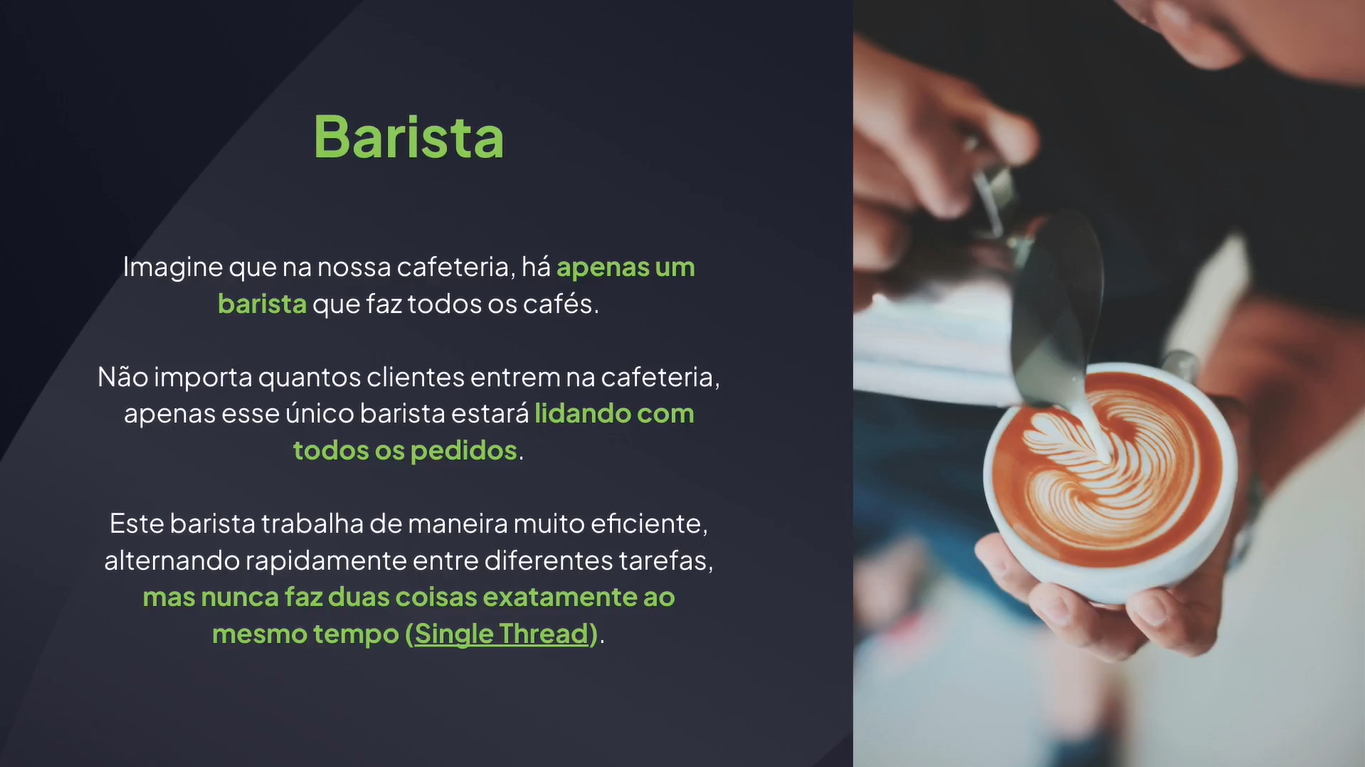 Barista
Imagine que na nossa cafeteria, há apenas um
barista que faz todos os cafés.
Não importa quantos clientes entrem na cafeteria,
apenas esse único barista estará lidando com
todos os pedidos.
Este barista trabalha de maneira muito eficiente,
alternando rapidamente entre diferentes tarefas,
mas nunca faz duas coisas exatamente ao
mesmo tempo (Single Thread).